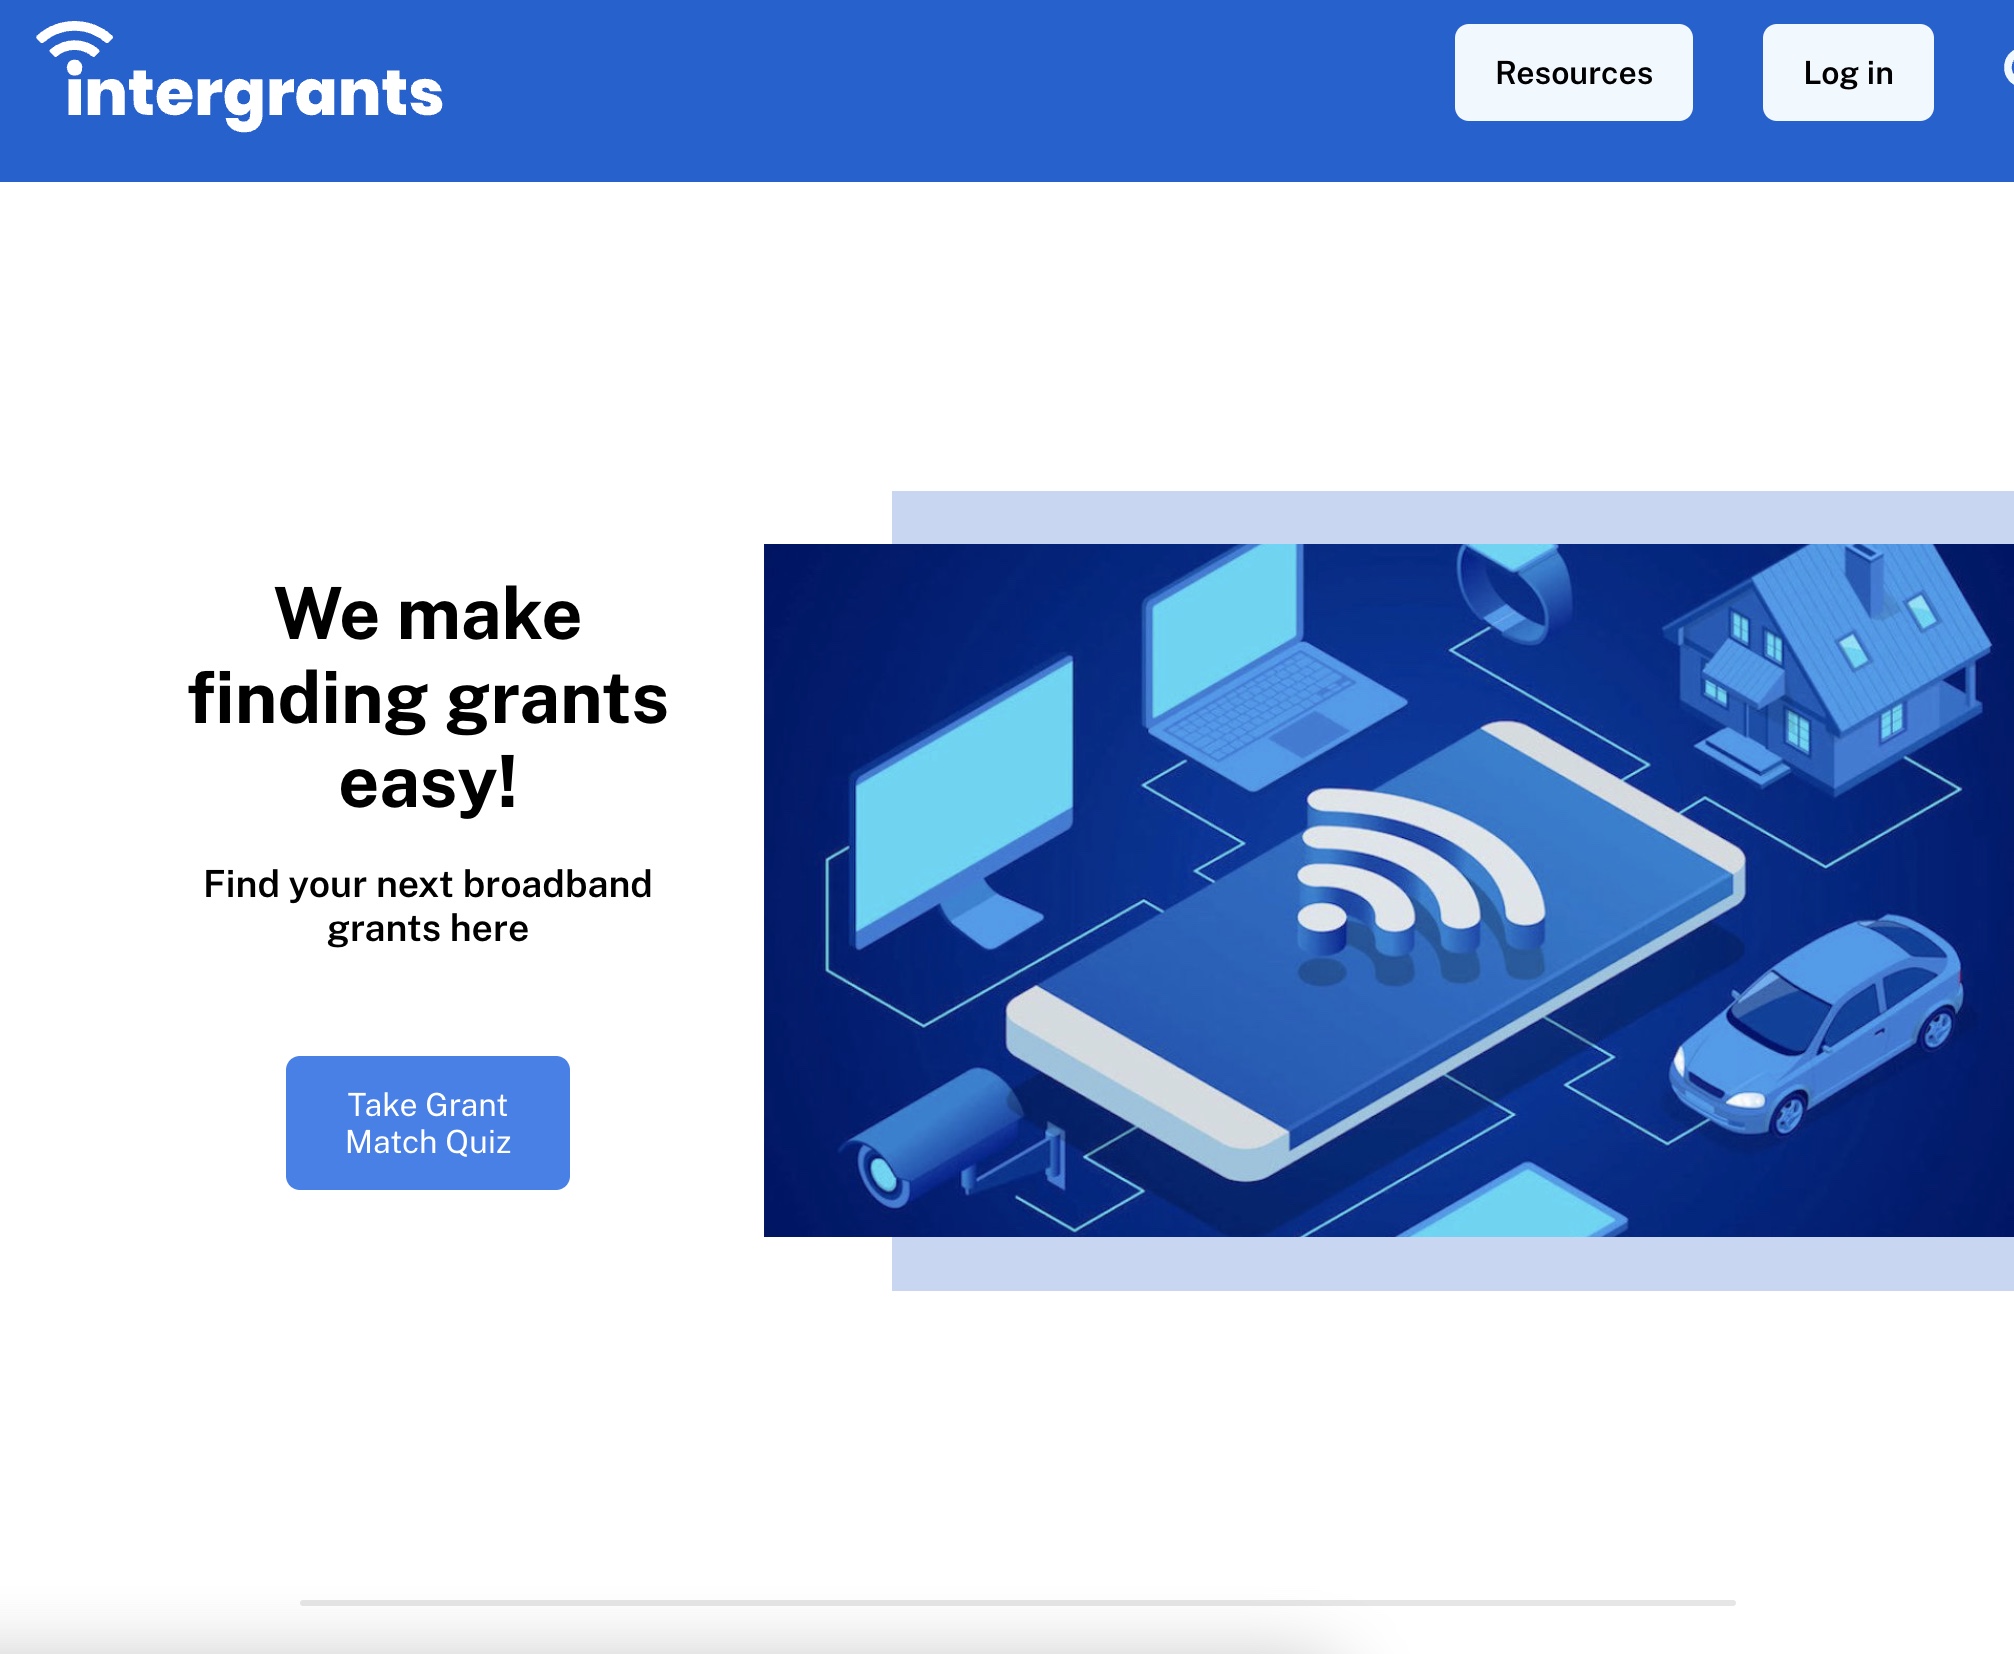 intergrants
Resources
Log in
We make
finding grants
easy!
Find your next broadband
grants here
Take Grant
Match Quiz